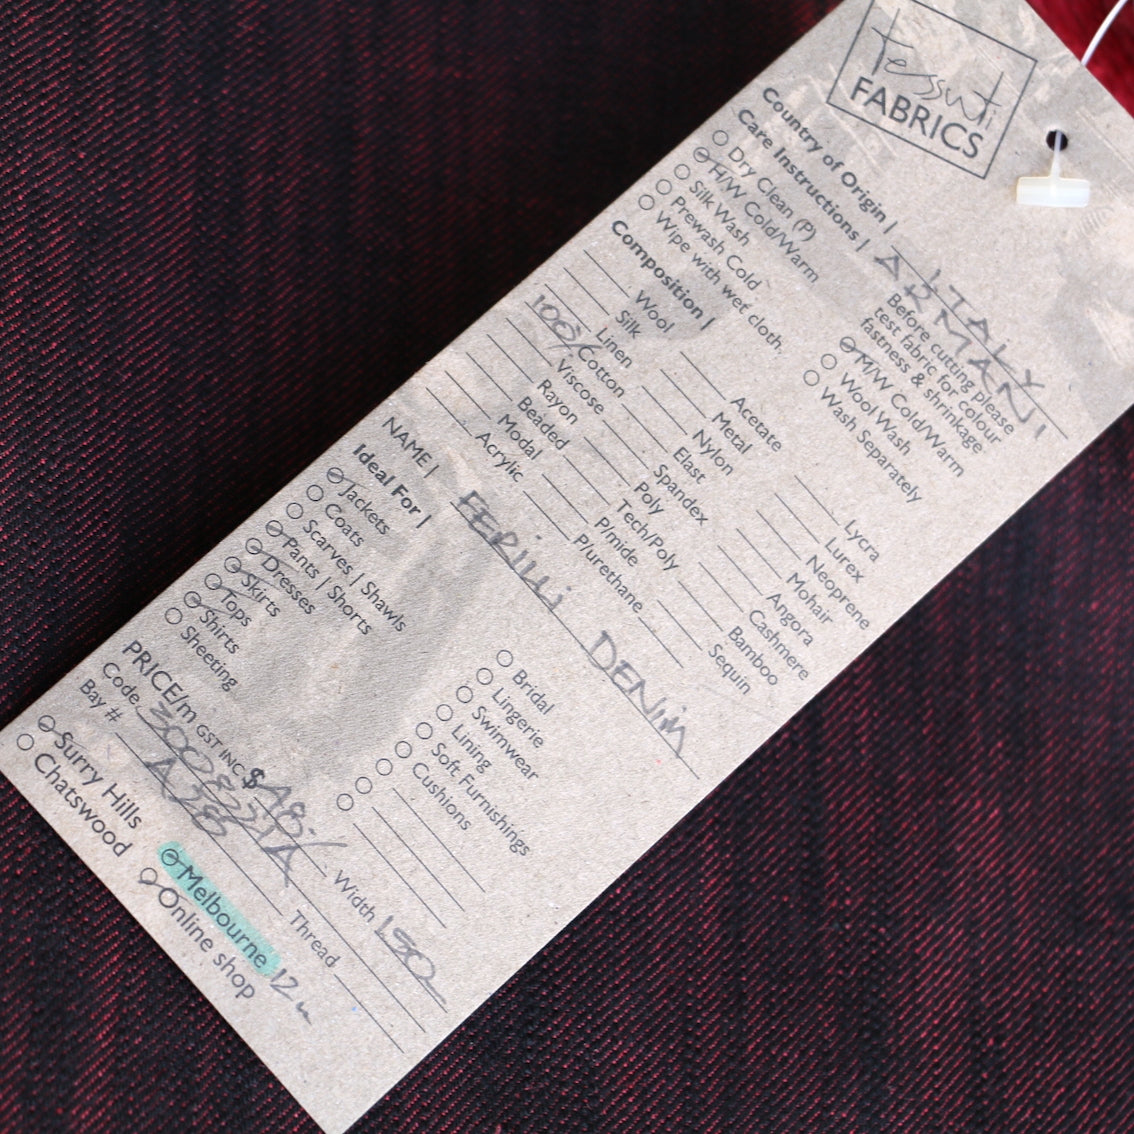 Tessuti
FABRICS
Country of Origin | ITALY
ARMANI
Care Instructions |
Dry Clean (P)
H/W Cold/Warm
Silk Wash
Prewash Cold
Wipe with wet cloth,
Before cutting please
test fabric for colour
fastness & shrinkage
M/W Cold/Warm
Wool Wash
Wash Separately
Composition |
Wool
Silk
Linen
100% Cotton
Viscose
Rayon
Beaded
Modal
Acrylic
Acetate
Metal
Nylon
Elast
Spandex
Poly
Tech/Poly
P/mide
P/urethane
Lycra
Lurex
Neoprene
Mohair
Angora
Cashmere
Bamboo
Sequin
NAME | DENIM
Ideal For |
Jackets
Coats
Scarves | Shawls
Pants | Shorts
Dresses
Skirts
Tops
Shirts
Sheeting
Bridal
Lingerie
Swimwear
Lining
Soft Furnishings
Cushions
PRICE/m GST INC $
Width 150
Code
Bay # A28
Thread
Surry Hills
Chatswood
Melbourne 12
Online shop